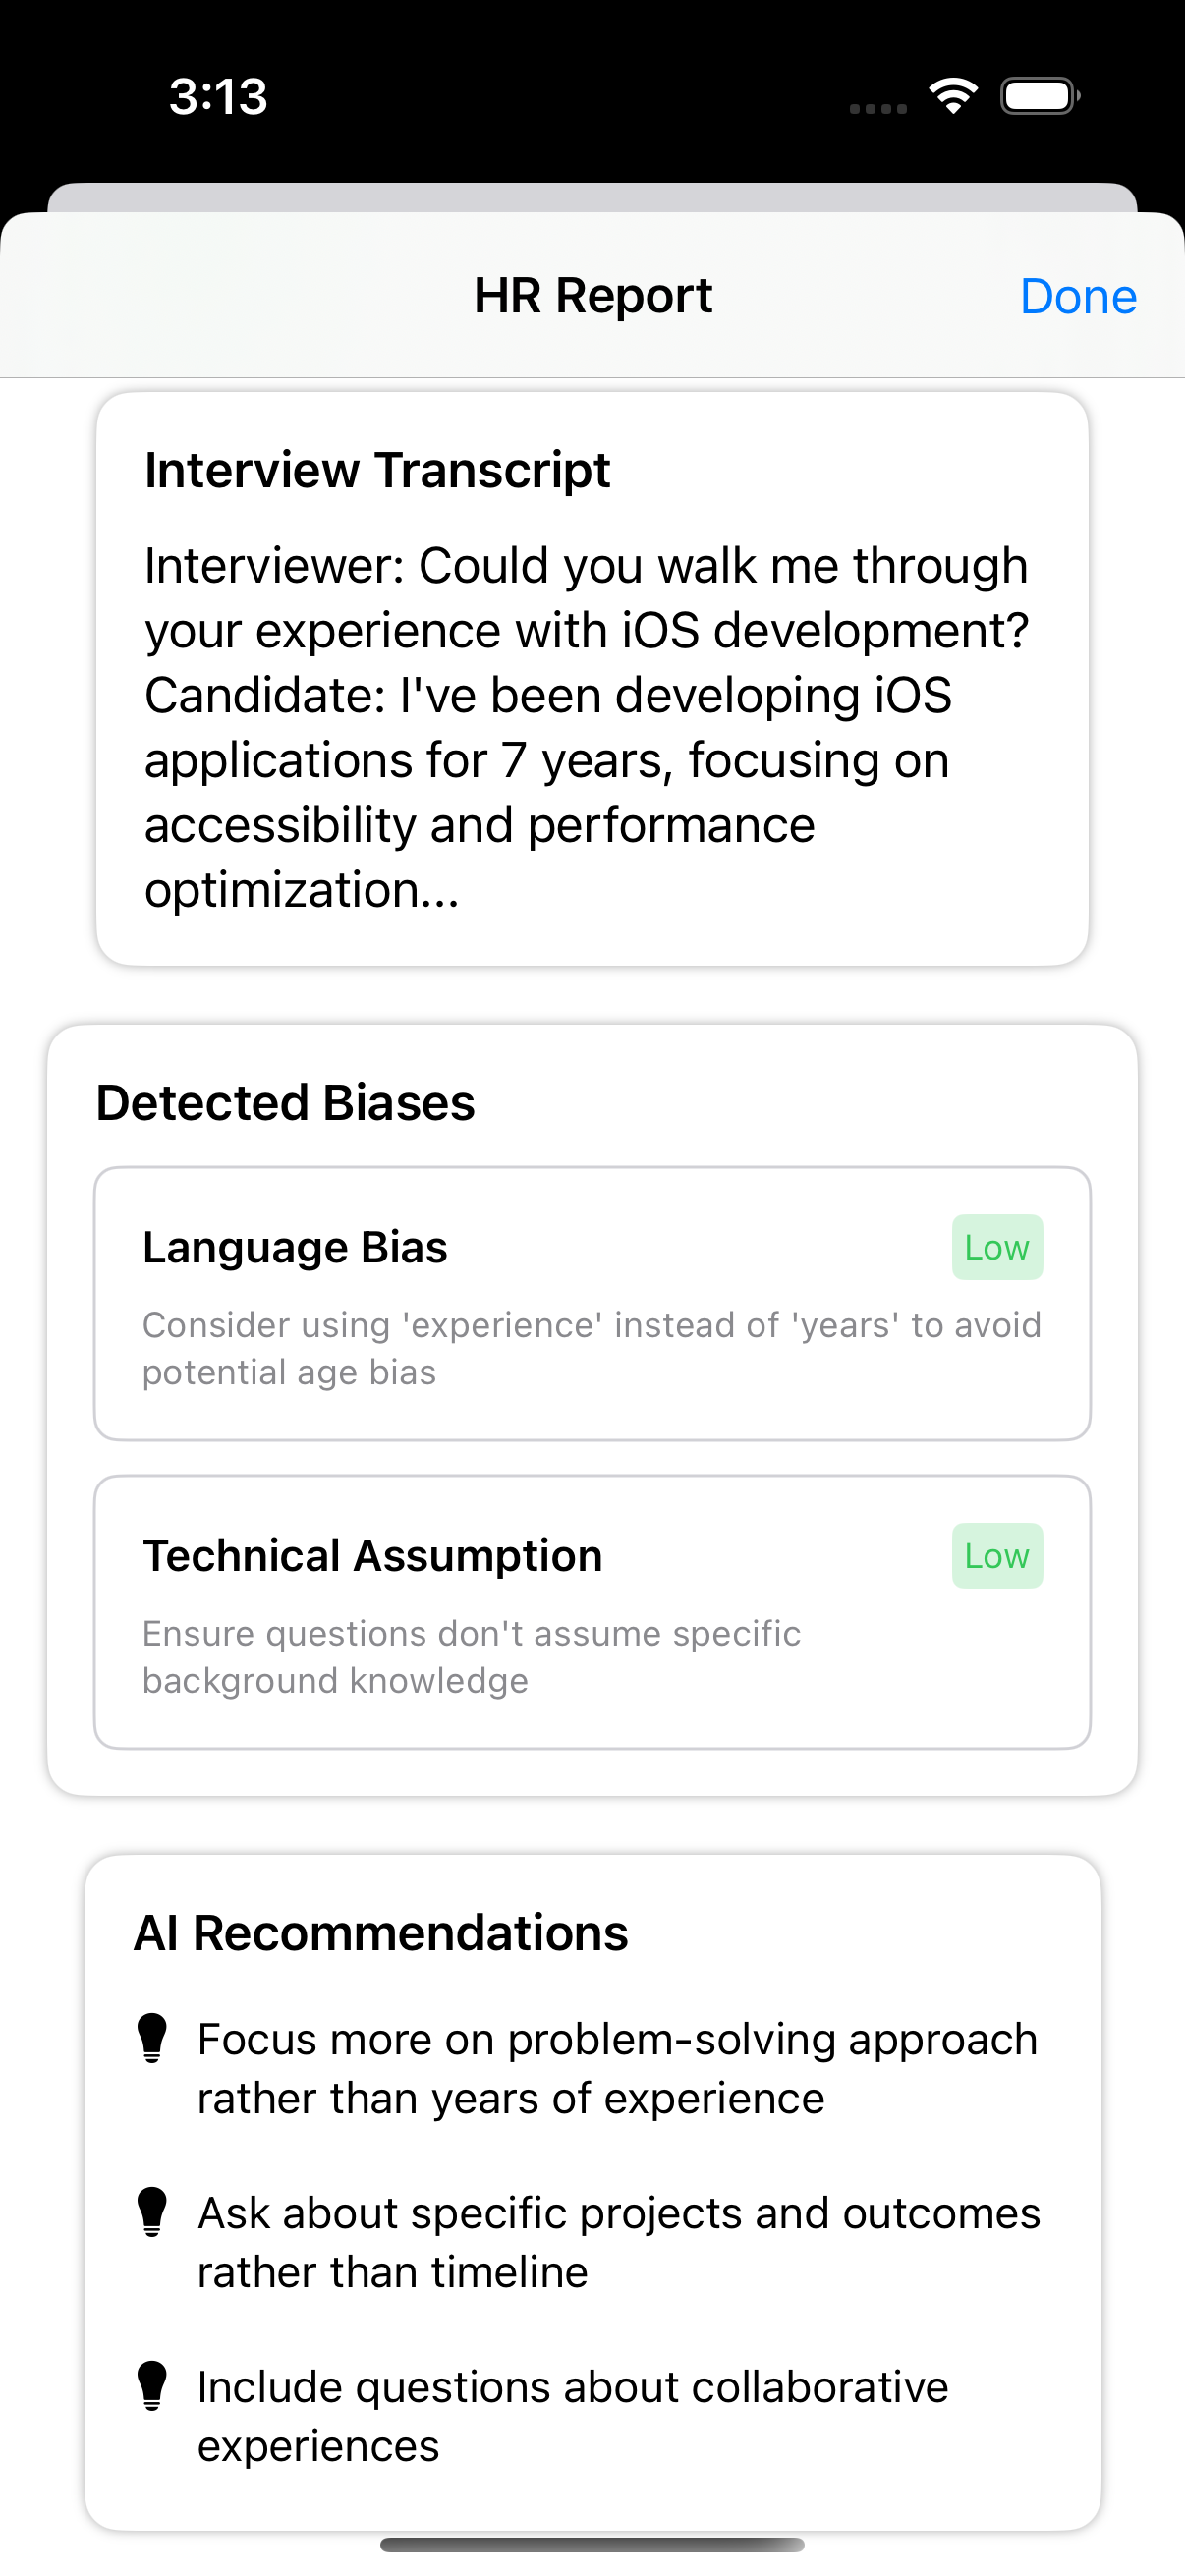 3:13
HR Report
Done
Interview Transcript
Interviewer: Could you walk me through
your experience with iOS development?
Candidate: I've been developing iOS
applications for 7 years, focusing on
accessibility and performance
optimization...
Detected Biases
Language Bias
Low
Consider using 'experience' instead of 'years' to avoid
potential age bias
Technical Assumption
Low
Ensure questions don't assume specific
background knowledge
AI Recommendations
Focus more on problem-solving approach
rather than years of experience
Ask about specific projects and outcomes
rather than timeline
Include questions about collaborative
experiences